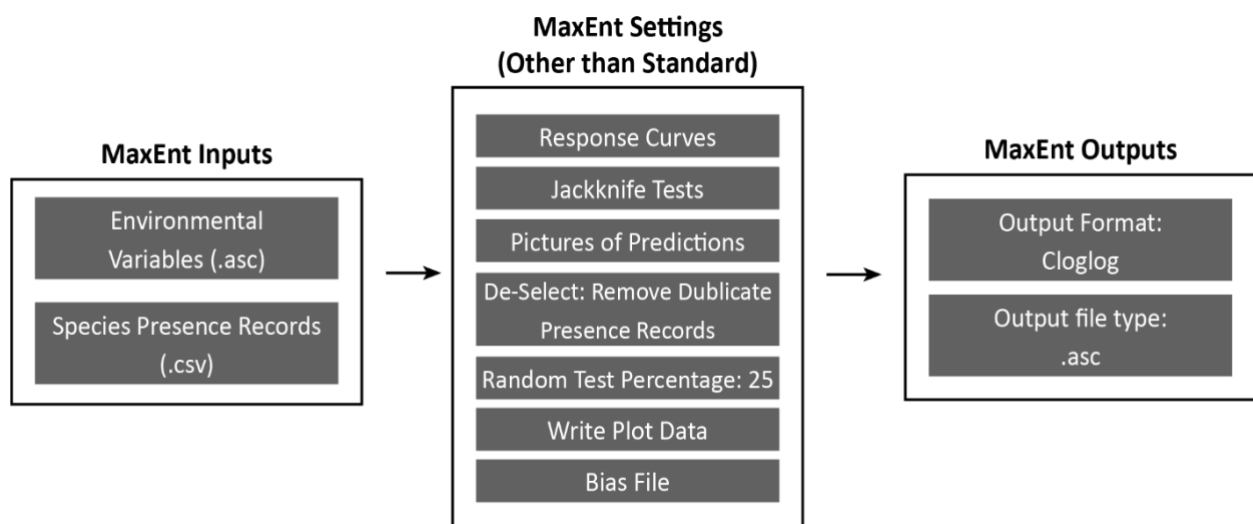 MaxEnt Inputs
Environmental
Variables (.asc)
Species Presence Records
(.csv)
MaxEnt Settings
(Other than Standard)
Response Curves
Jackknife Tests
Pictures of Predictions
De-Select: Remove Dublicate
Presence Records
Random Test Percentage: 25
Write Plot Data
Bias File
MaxEnt Outputs
Output Format:
Cloglog
Output file type:
.asc